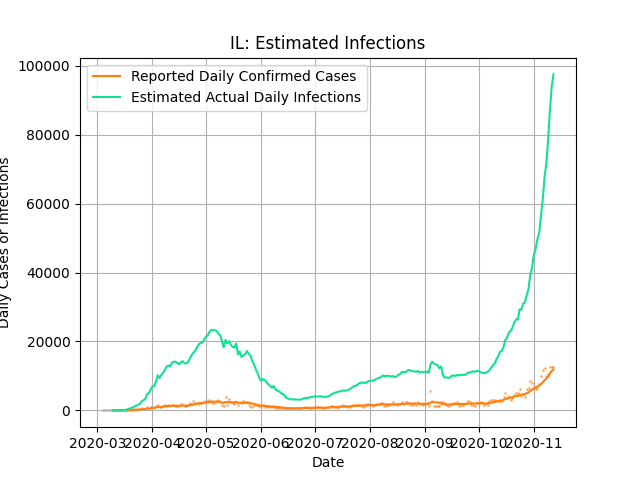 IL: Estimated Infections
Reported Daily Confirmed Cases
Estimated Actual Daily Infections
100000
80000
60000
40000
20000
0
Daily Cases or Infections
2020-03 2020-04 2020-05 2020-06 2020-07 2020-08 2020-09 2020-10 2020-11
Date